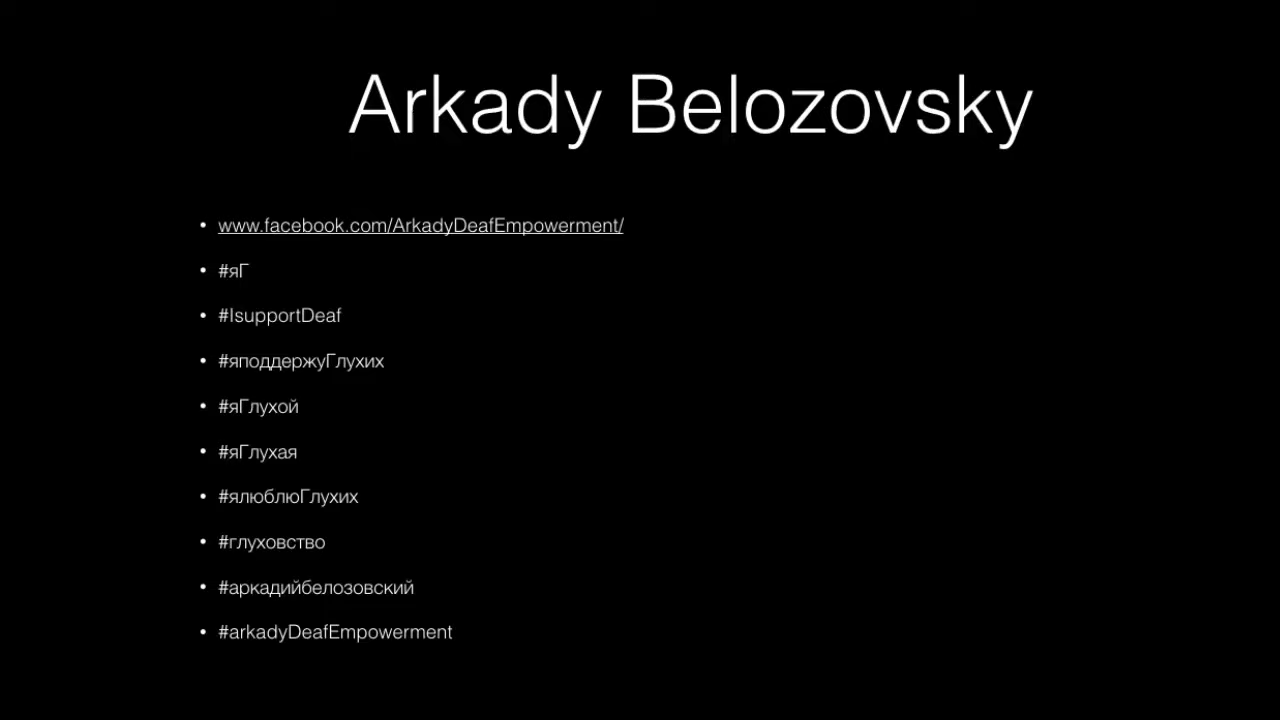 Arkady Belozovsky
• www.facebook.com/ArkadyDeafEmpowerment/
• #яГ
• #IsupportDeaf
• #яподдержуГлухих
• #яГлухой
• #яГлухая
• #ялюблюГлухих
• #глуховство
• #аркадийбелозовский
• #arkadyDeafEmpowerment